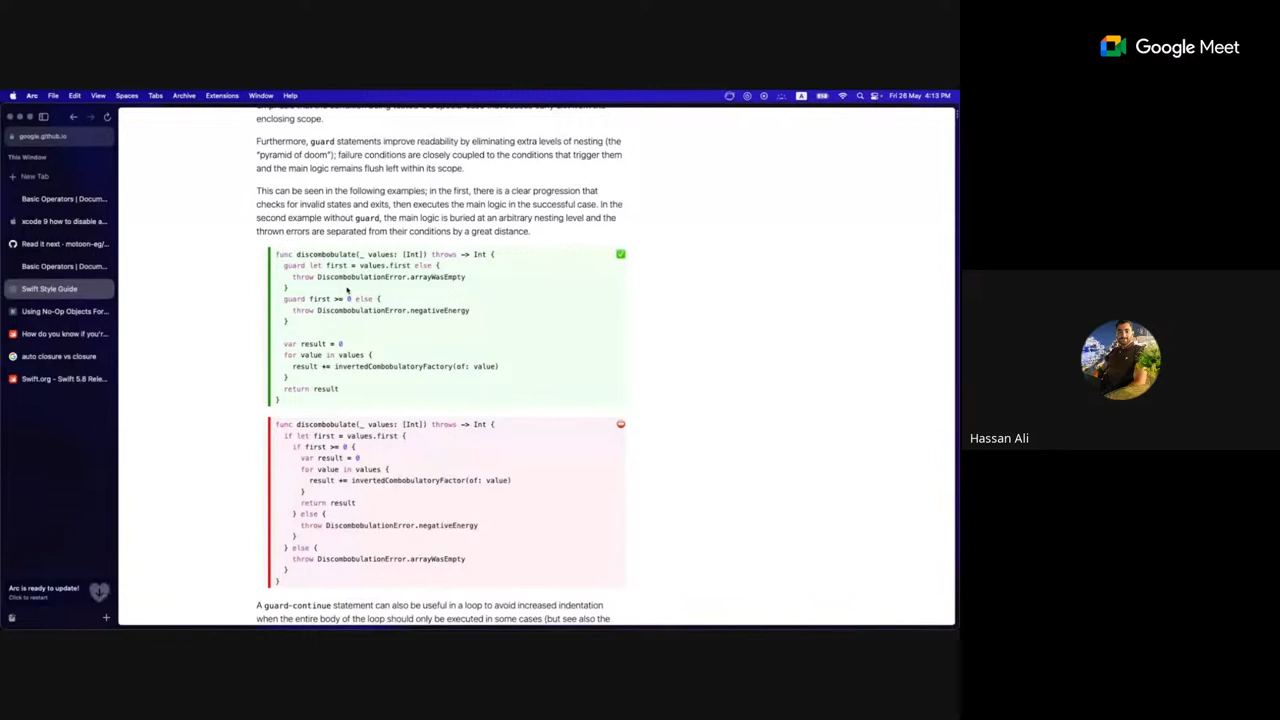 Google Meet
Arc File Edit View Spaces Tabs Archive Extensions Window Help
A
Fri 26 May 4:13 PM
google.github.io
This Window
New Tab
Basic Operators | Docum...
xcode 9 how to disable a...
Read it next · motoon-eg/...
Basic Operators | Docum...
Swift Style Guide
Using No-Op Objects For...
How do you know if you'r...
auto closure vs closure
Swift.org - Swift 5.8 Rele...
Arc is ready to update!
Click to restart
enclosing scope.
Furthermore, guard statements improve readability by eliminating extra levels of nesting (the
“pyramid of doom”); failure conditions are closely coupled to the conditions that trigger them
and the main logic remains flush left within its scope.
This can be seen in the following examples; in the first, there is a clear progression that
checks for invalid states and exits, then executes the main logic in the successful case. In the
second example without guard, the main logic is buried at an arbitrary nesting level and the
thrown errors are separated from their conditions by a great distance.
func discombobulate(_ values: [Int]) throws -> Int {
guard let first = values.first else {
throw DiscombobulationError.arrayWasEmpty
}
guard first >= 0 else {
throw DiscombobulationError.negativeEnergy
}
var result = 0
for value in values {
result += invertedCombobulatoryFactory(of: value)
}
return result
}
func discombobulate(_ values: [Int]) throws -> Int {
if let first = values.first {
if first >= 0 {
var result = 0
for value in values {
result += invertedCombobulatoryFactor(of: value)
}
return result
} else {
throw DiscombobulationError.negativeEnergy
}
} else {
throw DiscombobulationError.arrayWasEmpty
}
}
A guard-continue statement can also be useful in a loop to avoid increased indentation
when the entire body of the loop should only be executed in some cases (but see also the
Hassan Ali